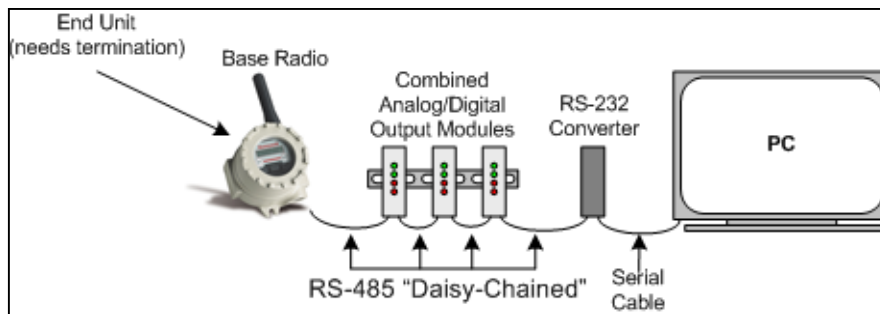 End Unit
(needs termination)
Base Radio
Combined
Analog/Digital
Output Modules
RS-232
Converter
PC
RS-485 "Daisy-Chained"
Serial
Cable